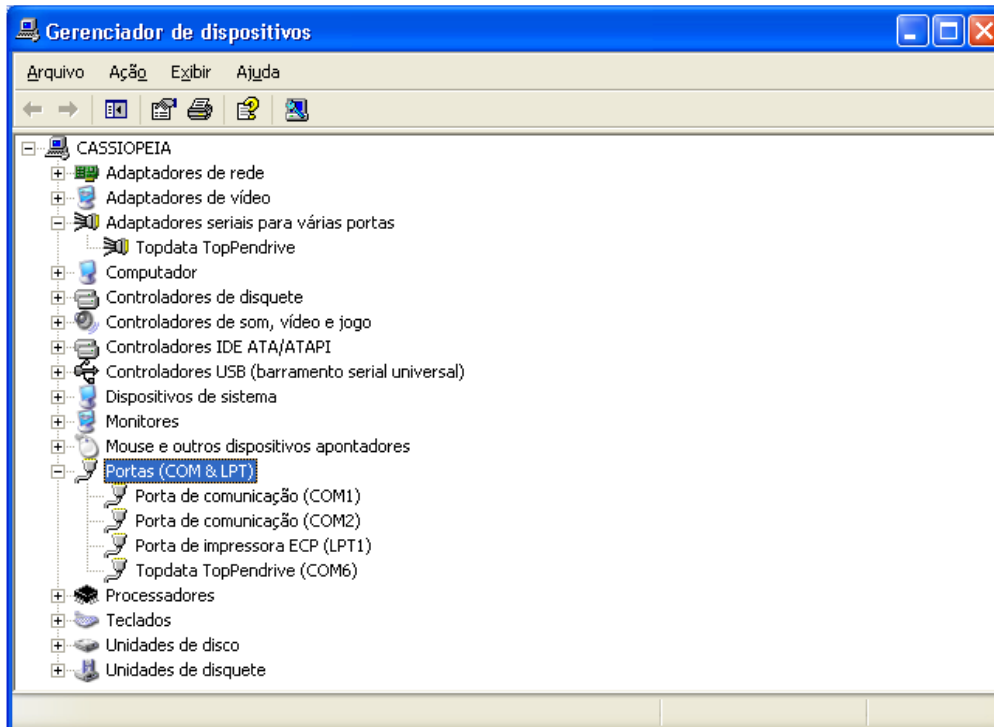 Gerenciador de dispositivos
Arquivo Ação Exibir Ajuda
CASSIOPEIA
Adaptadores de rede
Adaptadores de vídeo
Adaptadores seriais para várias portas
Topdata TopPendrive
Computador
Controladores de disquete
Controladores de som, vídeo e jogo
Controladores IDE ATA/ATAPI
Controladores USB (barramento serial universal)
Dispositivos de sistema
Monitores
Mouse e outros dispositivos apontadores
Portas (COM & LPT)
Porta de comunicação (COM1)
Porta de comunicação (COM2)
Porta de impressora ECP (LPT1)
Topdata TopPendrive (COM6)
Processadores
Teclados
Unidades de disco
Unidades de disquete